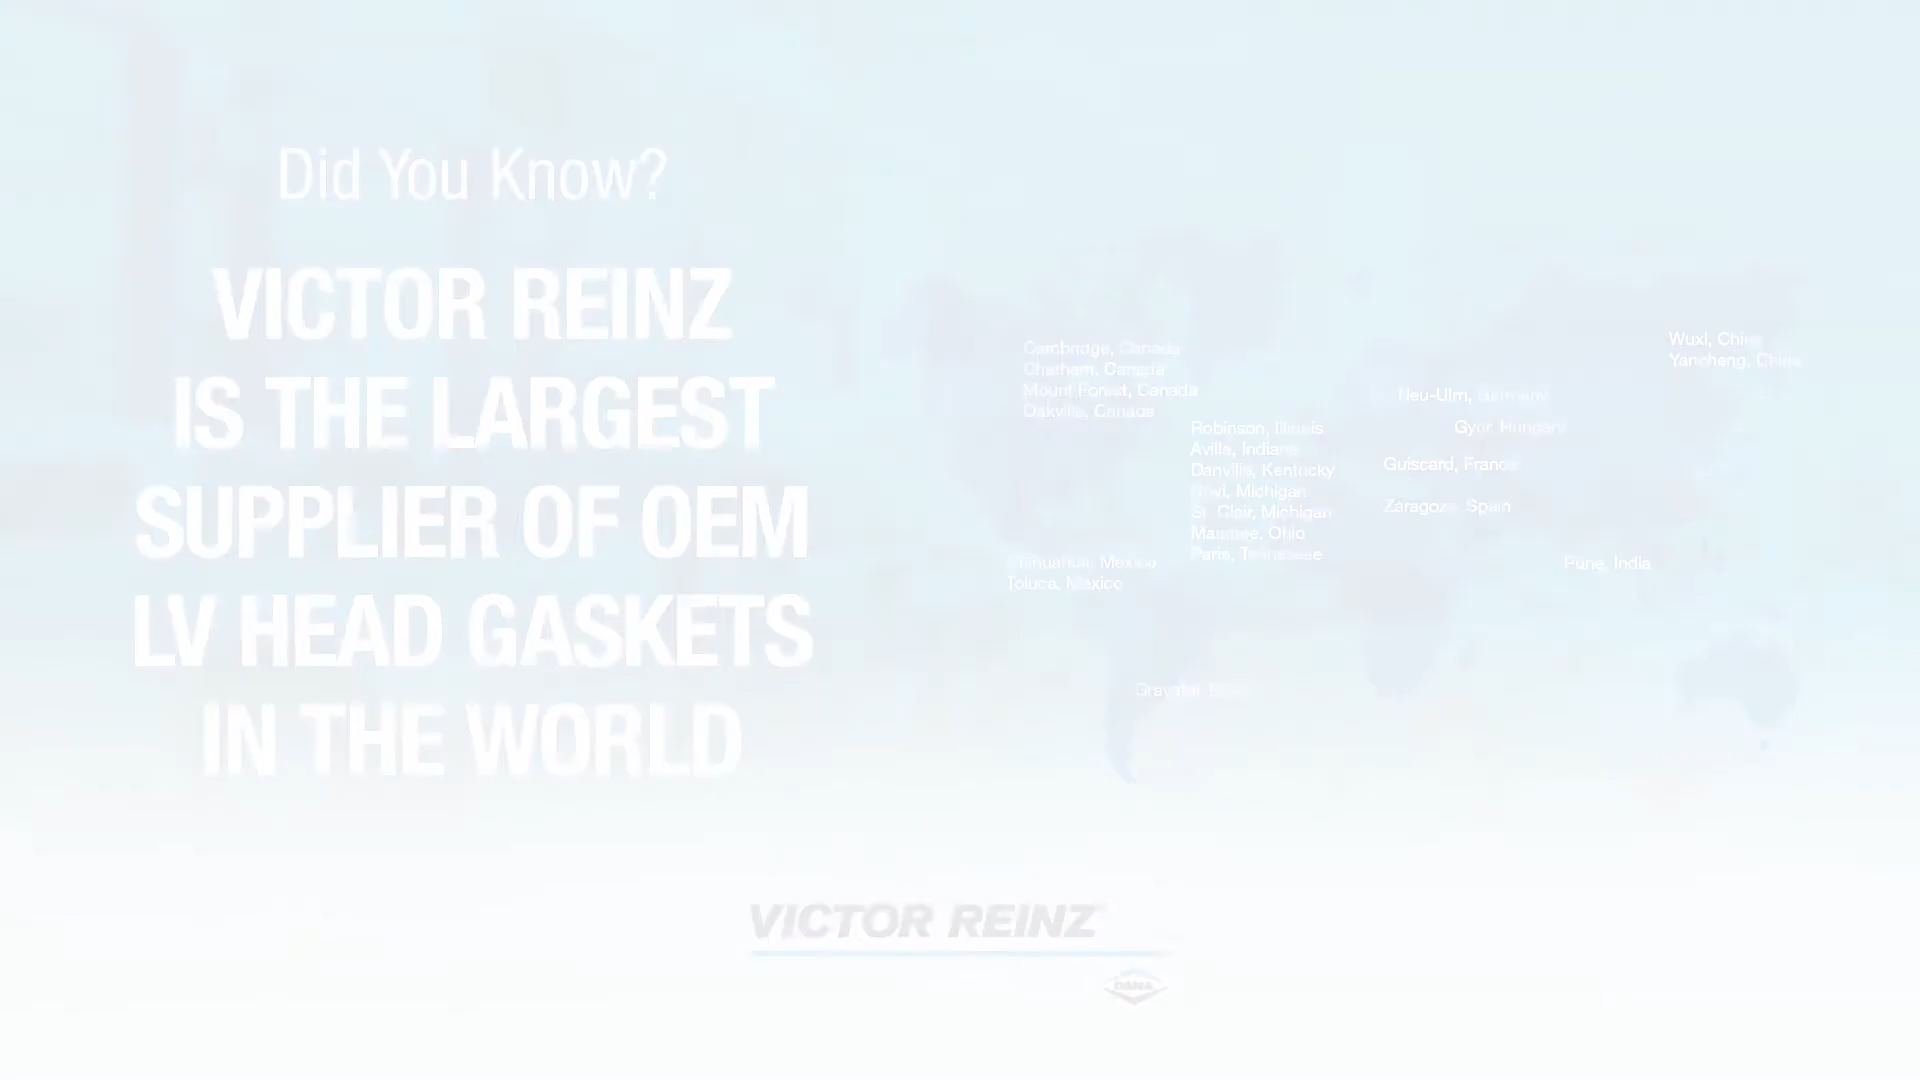 Did You Know?
VICTOR REINZ
IS THE LARGEST
SUPPLIER OF OEM
LV HEAD GASKETS
IN THE WORLD
Cambridge, Canada
Chatham, Canada
Mount Forest, Canada
Oakville, Canada
Robinson, Illinois
Avilla, Indiana
Danville, Kentucky
Novi, Michigan
St. Clair, Michigan
Maumee, Ohio
Paris, Tennessee
Chihuahua, Mexico
Toluca, Mexico
Wuxi, China
Yancheng, China
Neu-Ulm, Germany
Gyor, Hungary
Guiscard, France
Zaragoza, Spain
Pune, India
VICTOR REINZ
DANA